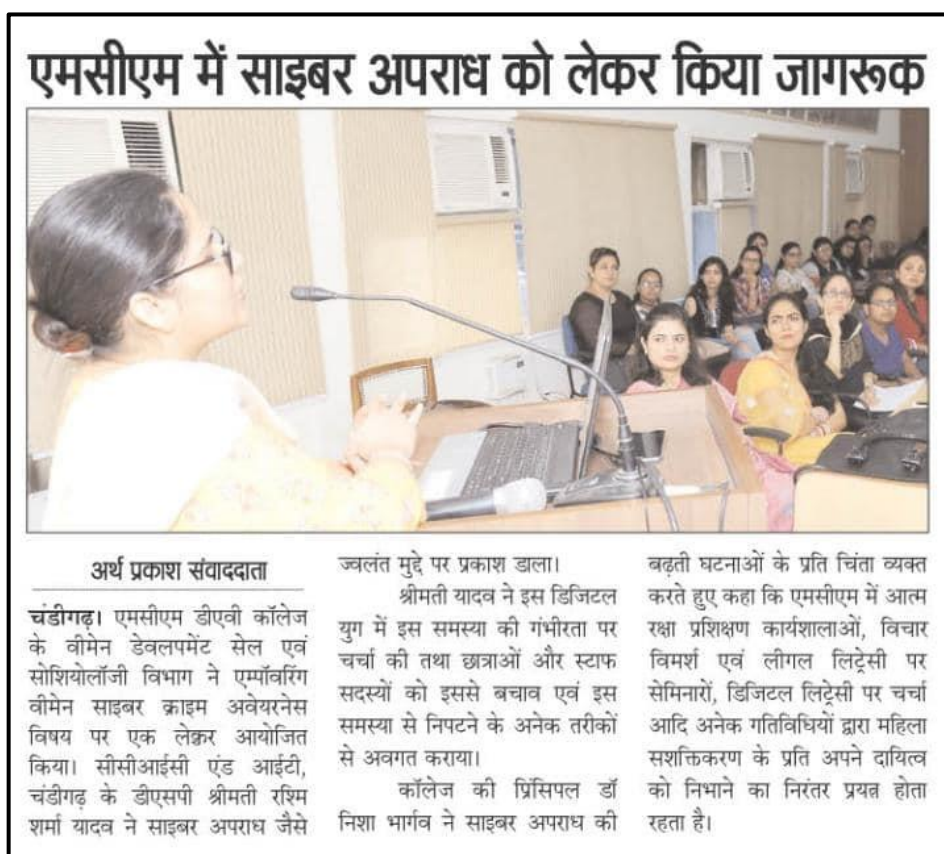 एमसीएम में साइबर अपराध को लेकर किया जागरूक
अर्थ प्रकाश संवाददाता
चंडीगढ़। एमसीएम डीएवी कॉलेज
के वीमेन डेवलपमेंट सेल एवं
सोशियोलॉजी विभाग ने एम्पॉवरिंग
वीमेन साइबर क्राइम अवेयरनेस
विषय पर एक लेक्चर आयोजित
किया। सीसीआईसी एंड आईटी,
चंडीगढ़ के डीएसपी श्रीमती रश्मि
शर्मा यादव ने साइबर अपराध जैसे
ज्वलंत मुद्दे पर प्रकाश डाला।
श्रीमती यादव ने इस डिजिटल
युग में इस समस्या की गंभीरता पर
चर्चा की तथा छात्राओं और स्टाफ
सदस्यों को इससे बचाव एवं इस
समस्या से निपटने के अनेक तरीकों
से अवगत कराया।
कॉलेज की प्रिंसिपल डॉ
निशा भार्गव ने साइबर अपराध की
बढ़ती घटनाओं के प्रति चिंता व्यक्त
करते हुए कहा कि एमसीएम में आत्म
रक्षा प्रशिक्षण कार्यशालाओं, विचार
विमर्श एवं लीगल लिट्रेसी पर
सेमिनारों, डिजिटल लिट्रेसी पर चर्चा
आदि अनेक गतिविधियों द्वारा महिला
सशक्तिकरण के प्रति अपने दायित्व
को निभाने का निरंतर प्रयत्न होता
रहता है।